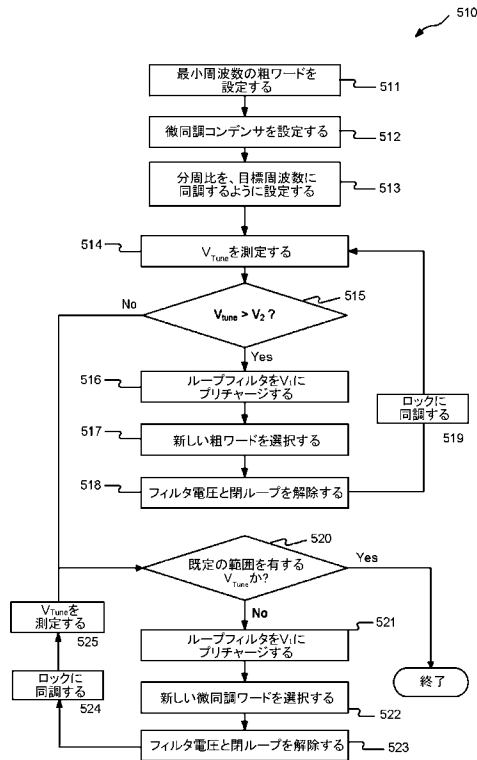 510
最小周波数の粗ワードを
設定する
511
微同調コンデンサを設定する
512
分周比を、目標周波数に
同調するように設定する
513
514
VTuneを測定する
No
Vtune > V2 ?
515
Yes
516
ループフィルタをV1に
プリチャージする
517
新しい粗ワードを選択する
518
フィルタ電圧と閉ループを解除する
ロックに
同調する
519
520
既定の範囲を有する
VTuneか?
Yes
No
ループフィルタをV1に
プリチャージする
521
新しい微同調ワードを選択する
522
フィルタ電圧と閉ループを解除する
523
VTuneを
測定する
525
ロックに
同調する
524
終了